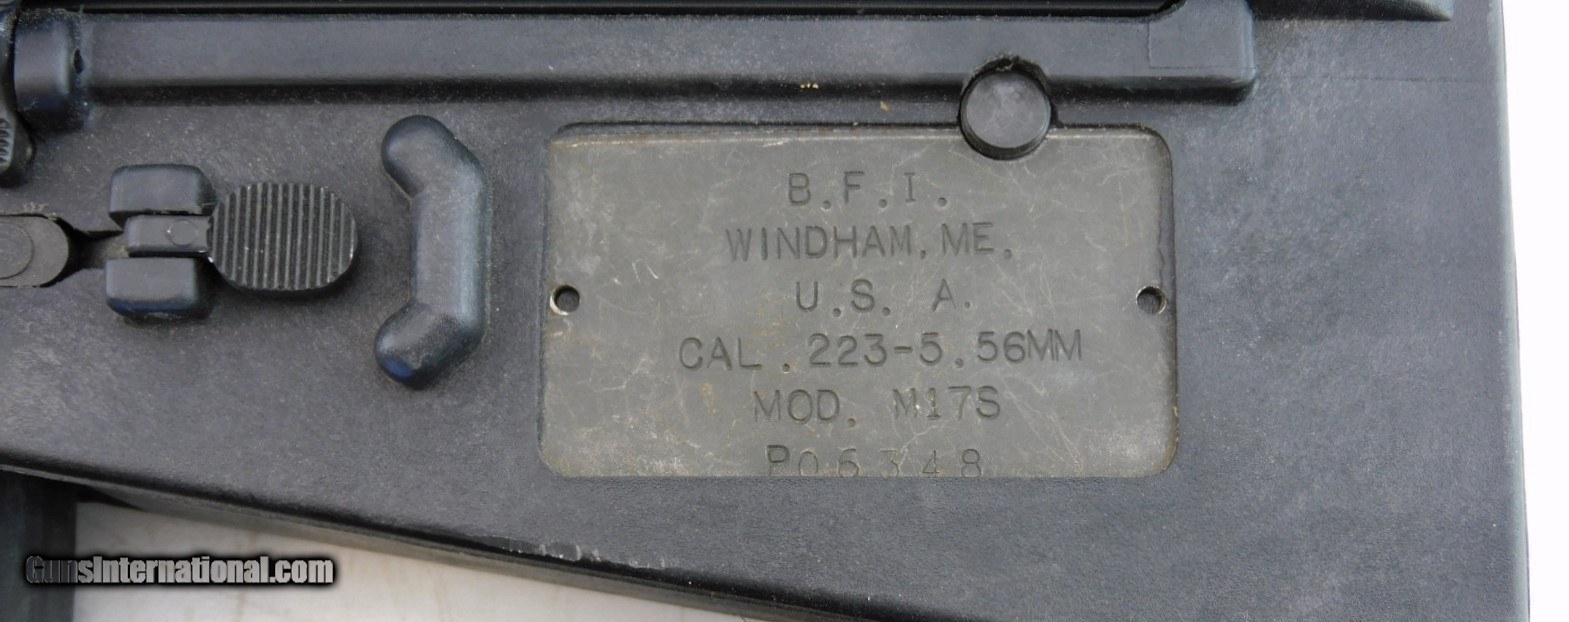 B.F.I.
WINDHAM, ME.
U.S. A.
CAL .223-5.56MM
MOD. M17S
P06348
GunsInternational.com